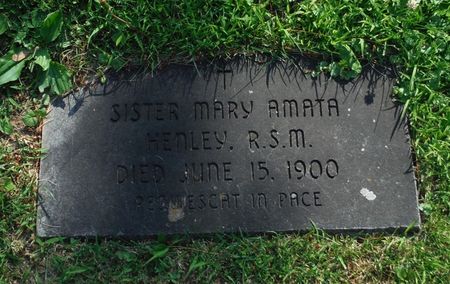 SISTER MARY AMATA
HENLEY, R.S.M.
DIED JUNE 15, 1900
REQUIESCAT IN PACE